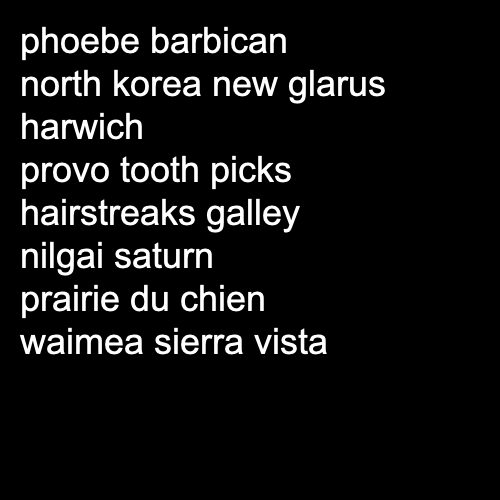 phoebe barbican
north korea new glarus
harwich
provo tooth picks
hairstreaks galley
nilgai saturn
prairie du chien
waimea sierra vista